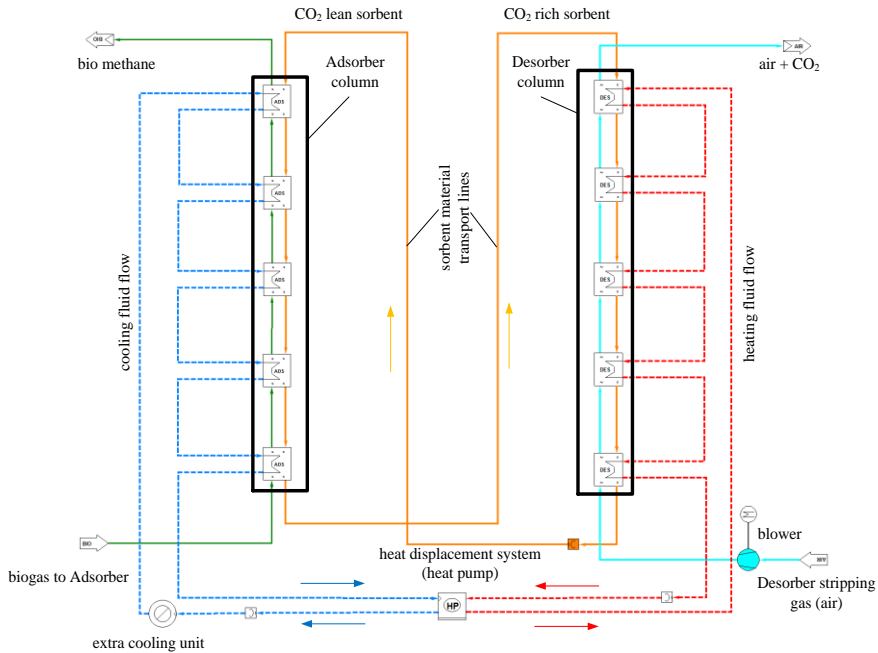 CO2 lean sorbent
CO2 rich sorbent
bio methane
Adsorber
column
Desorber
column
AIR
air + CO2
ADS
ADS
ADS
ADS
ADS
DES
DES
DES
DES
DES
cooling fluid flow
sorbent material
transport lines
heating fluid flow
BIO
biogas to Adsorber
heat displacement system
(heat pump)
HP
M
blower
Desorber stripping
gas (air)
extra cooling unit